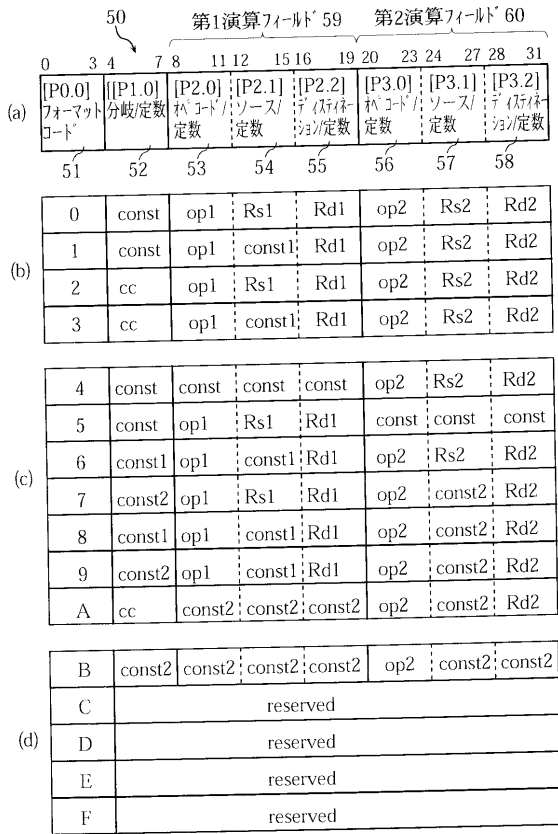 50
第1演算フィールド 59
第2演算フィールド 60
0 3 4 7 8 11 12 15 16 19 20 23 24 27 28 31
(a)
[P0.0] [[P1.0] [P2.0] [P2.1] [P2.2] [P3.0] [P3.1] [P3.2]
フォーマット 分岐/定数 オペコード/ ソース/ ディスティネー オペコード/ ソース/ ディスティネー
コード 定数 定数 ション/定数 定数 定数 ション/定数
51 52 53 54 55 56 57 58
(b)
0 const op1 Rs1 Rd1 op2 Rs2 Rd2
1 const op1 const1 Rd1 op2 Rs2 Rd2
2 cc op1 Rs1 Rd1 op2 Rs2 Rd2
3 cc op1 const1 Rd1 op2 Rs2 Rd2
(c)
4 const const const const op2 Rs2 Rd2
5 const op1 Rs1 Rd1 const const const
6 const1 op1 const1 Rd1 op2 Rs2 Rd2
7 const2 op1 Rs1 Rd1 op2 const2 Rd2
8 const1 op1 const1 Rd1 op2 const2 Rd2
9 const2 op1 const1 Rd1 op2 const2 Rd2
A cc const2 const2 const2 op2 const2 Rd2
(d)
B const2 const2 const2 const2 op2 const2 const2
C reserved
D reserved
E reserved
F reserved